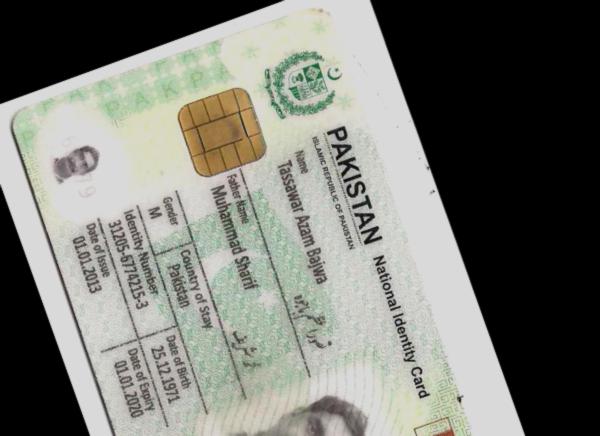 PAKISTAN National Identity Card
ISLAMIC REPUBLIC OF PAKISTAN
Name
Tassawar Azam Bajwa
Father Name
Muhammad Sharif
محمد شریف
Gender
M
Country of Stay
Pakistan
Identity Number
31205-6774215-3
Date of Birth
25.12.1971
Date of Issue
01.01.2013
Date of Expiry
01.01.2020